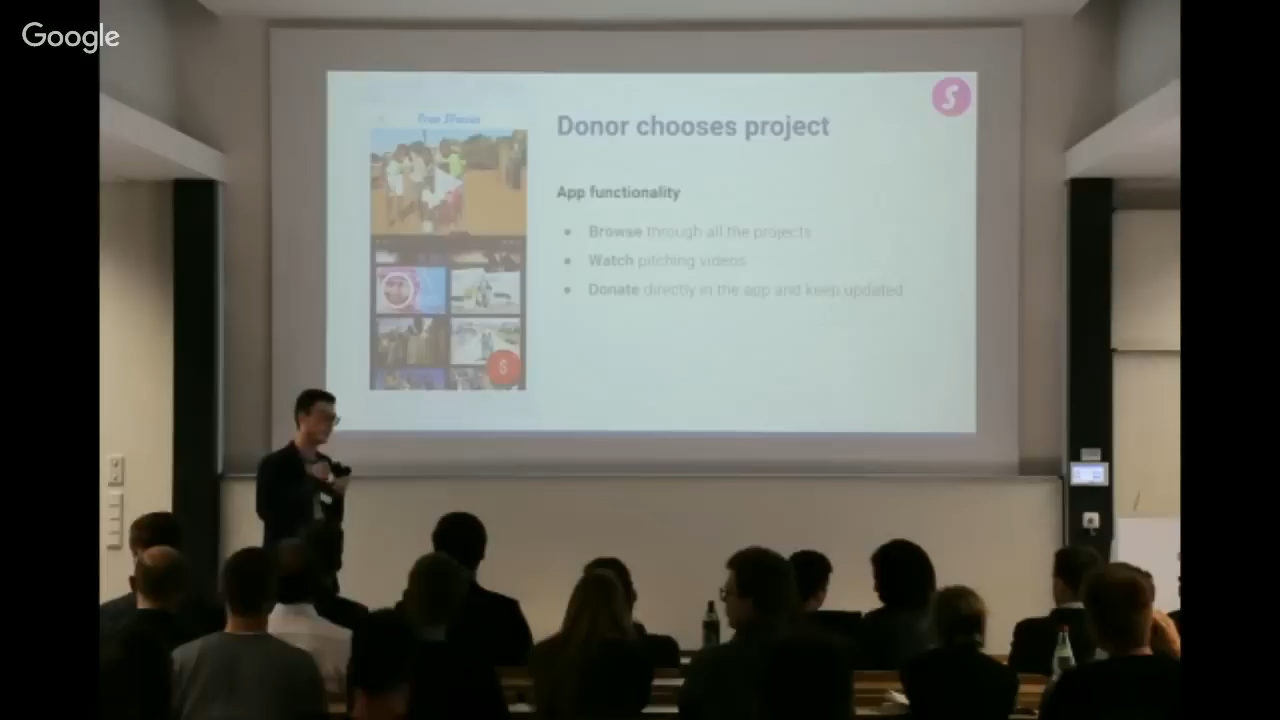 Google
Donor chooses project
App functionality
Browse through all the projects
Watch pitching videos
Donate directly in the app and keep updated
S
$